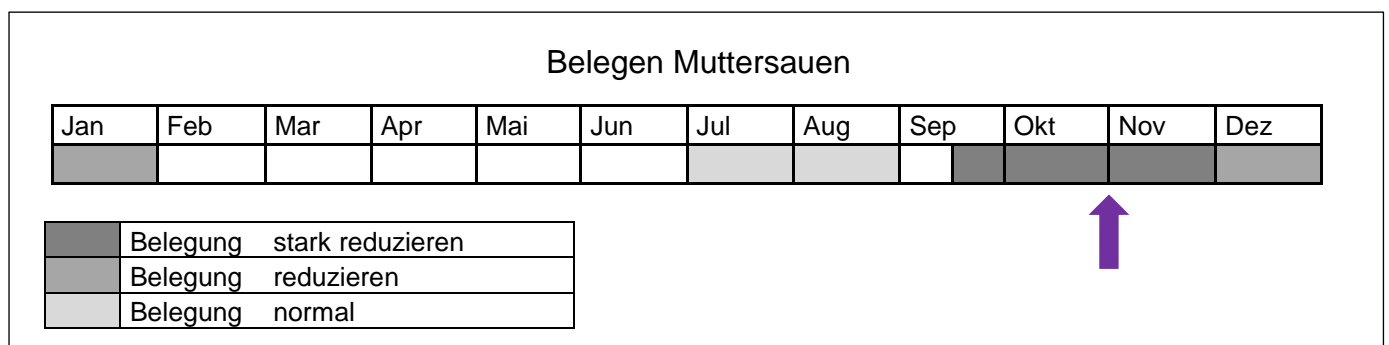 Belegen Muttersauen
Jan Feb Mar Apr Mai Jun Jul Aug Sep Okt Nov Dez
Belegung stark reduzieren
Belegung reduzieren
Belegung normal